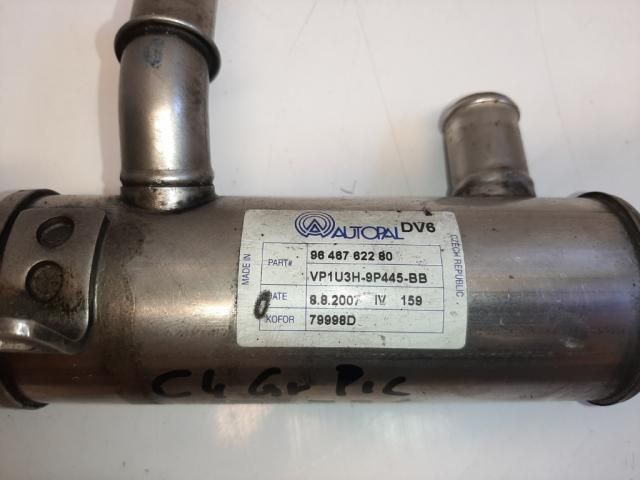 AUTOPAL DV6
MADE IN
CZECH REPUBLIC
PART# 96 467 622 80
VP1U3H-9P445-BB
DATE 8.8.2007 IV 159
KOFOR 79998D
C4 Gr Pic